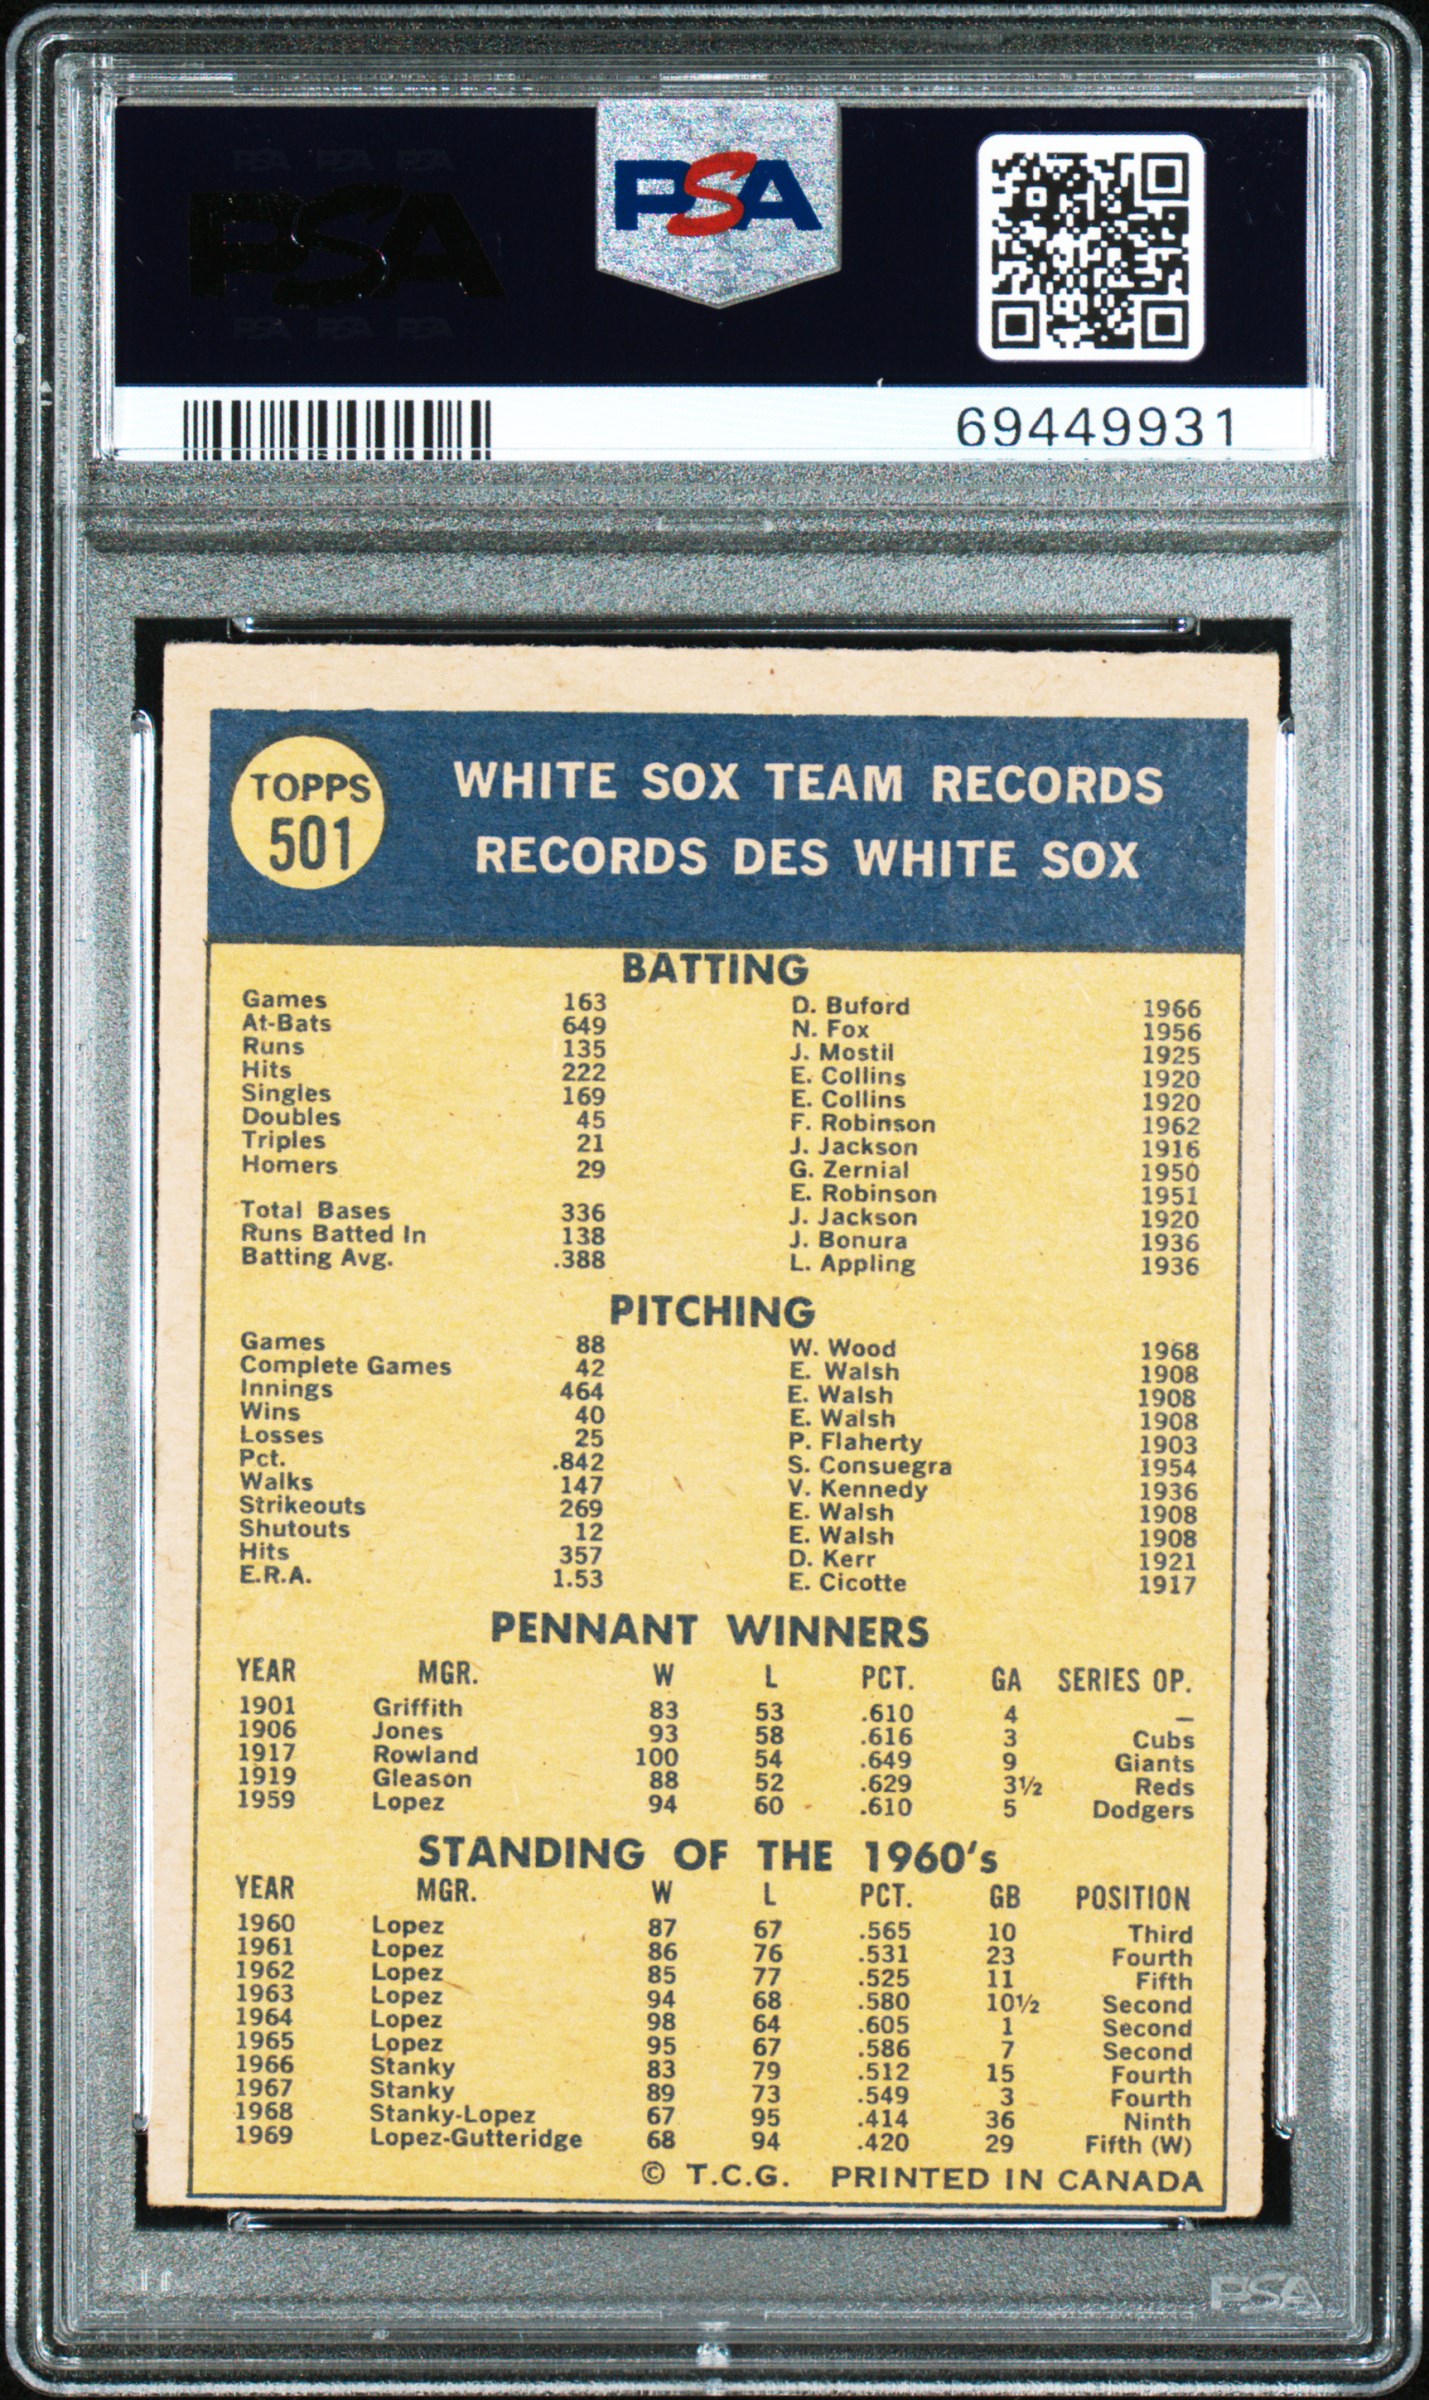 PSA PSA PSA
PSA
PSA PSA PSA
PSA
69449931
TOPPS
501
WHITE SOX TEAM RECORDS
RECORDS DES WHITE SOX
BATTING
Games 163 D. Buford 1966
At-Bats 649 N. Fox 1956
Runs 135 J. Mostil 1925
Hits 222 E. Collins 1920
Singles 169 E. Collins 1920
Doubles 45 F. Robinson 1962
Triples 21 J. Jackson 1916
Homers 29 G. Zernial 1950
E. Robinson 1951
Total Bases 336 J. Jackson 1920
Runs Batted In 138 J. Bonura 1936
Batting Avg. .388 L. Appling 1936
PITCHING
Games 88 W. Wood 1968
Complete Games 42 E. Walsh 1908
Innings 464 E. Walsh 1908
Wins 40 E. Walsh 1908
Losses 25 P. Flaherty 1903
Pct. .842 S. Consuegra 1954
Walks 147 V. Kennedy 1936
Strikeouts 269 E. Walsh 1908
Shutouts 12 E. Walsh 1908
Hits 357 D. Kerr 1921
E.R.A. 1.53 E. Cicotte 1917
PENNANT WINNERS
YEAR MGR. W L PCT. GA SERIES OP.
1901 Griffith 83 53 .610 4 —
1906 Jones 93 58 .616 3 Cubs
1917 Rowland 100 54 .649 9 Giants
1919 Gleason 88 52 .629 3½ Reds
1959 Lopez 94 60 .610 5 Dodgers
STANDING OF THE 1960's
YEAR MGR. W L PCT. GB POSITION
1960 Lopez 87 67 .565 10 Third
1961 Lopez 86 76 .531 23 Fourth
1962 Lopez 85 77 .525 11 Fifth
1963 Lopez 94 68 .580 10½ Second
1964 Lopez 98 64 .605 1 Second
1965 Lopez 95 67 .586 7 Second
1966 Stanky 83 79 .512 15 Fourth
1967 Stanky 89 73 .549 3 Fourth
1968 Stanky-Lopez 67 95 .414 36 Ninth
1969 Lopez-Gutteridge 68 94 .420 29 Fifth (W)
© T.C.G. PRINTED IN CANADA
PSA